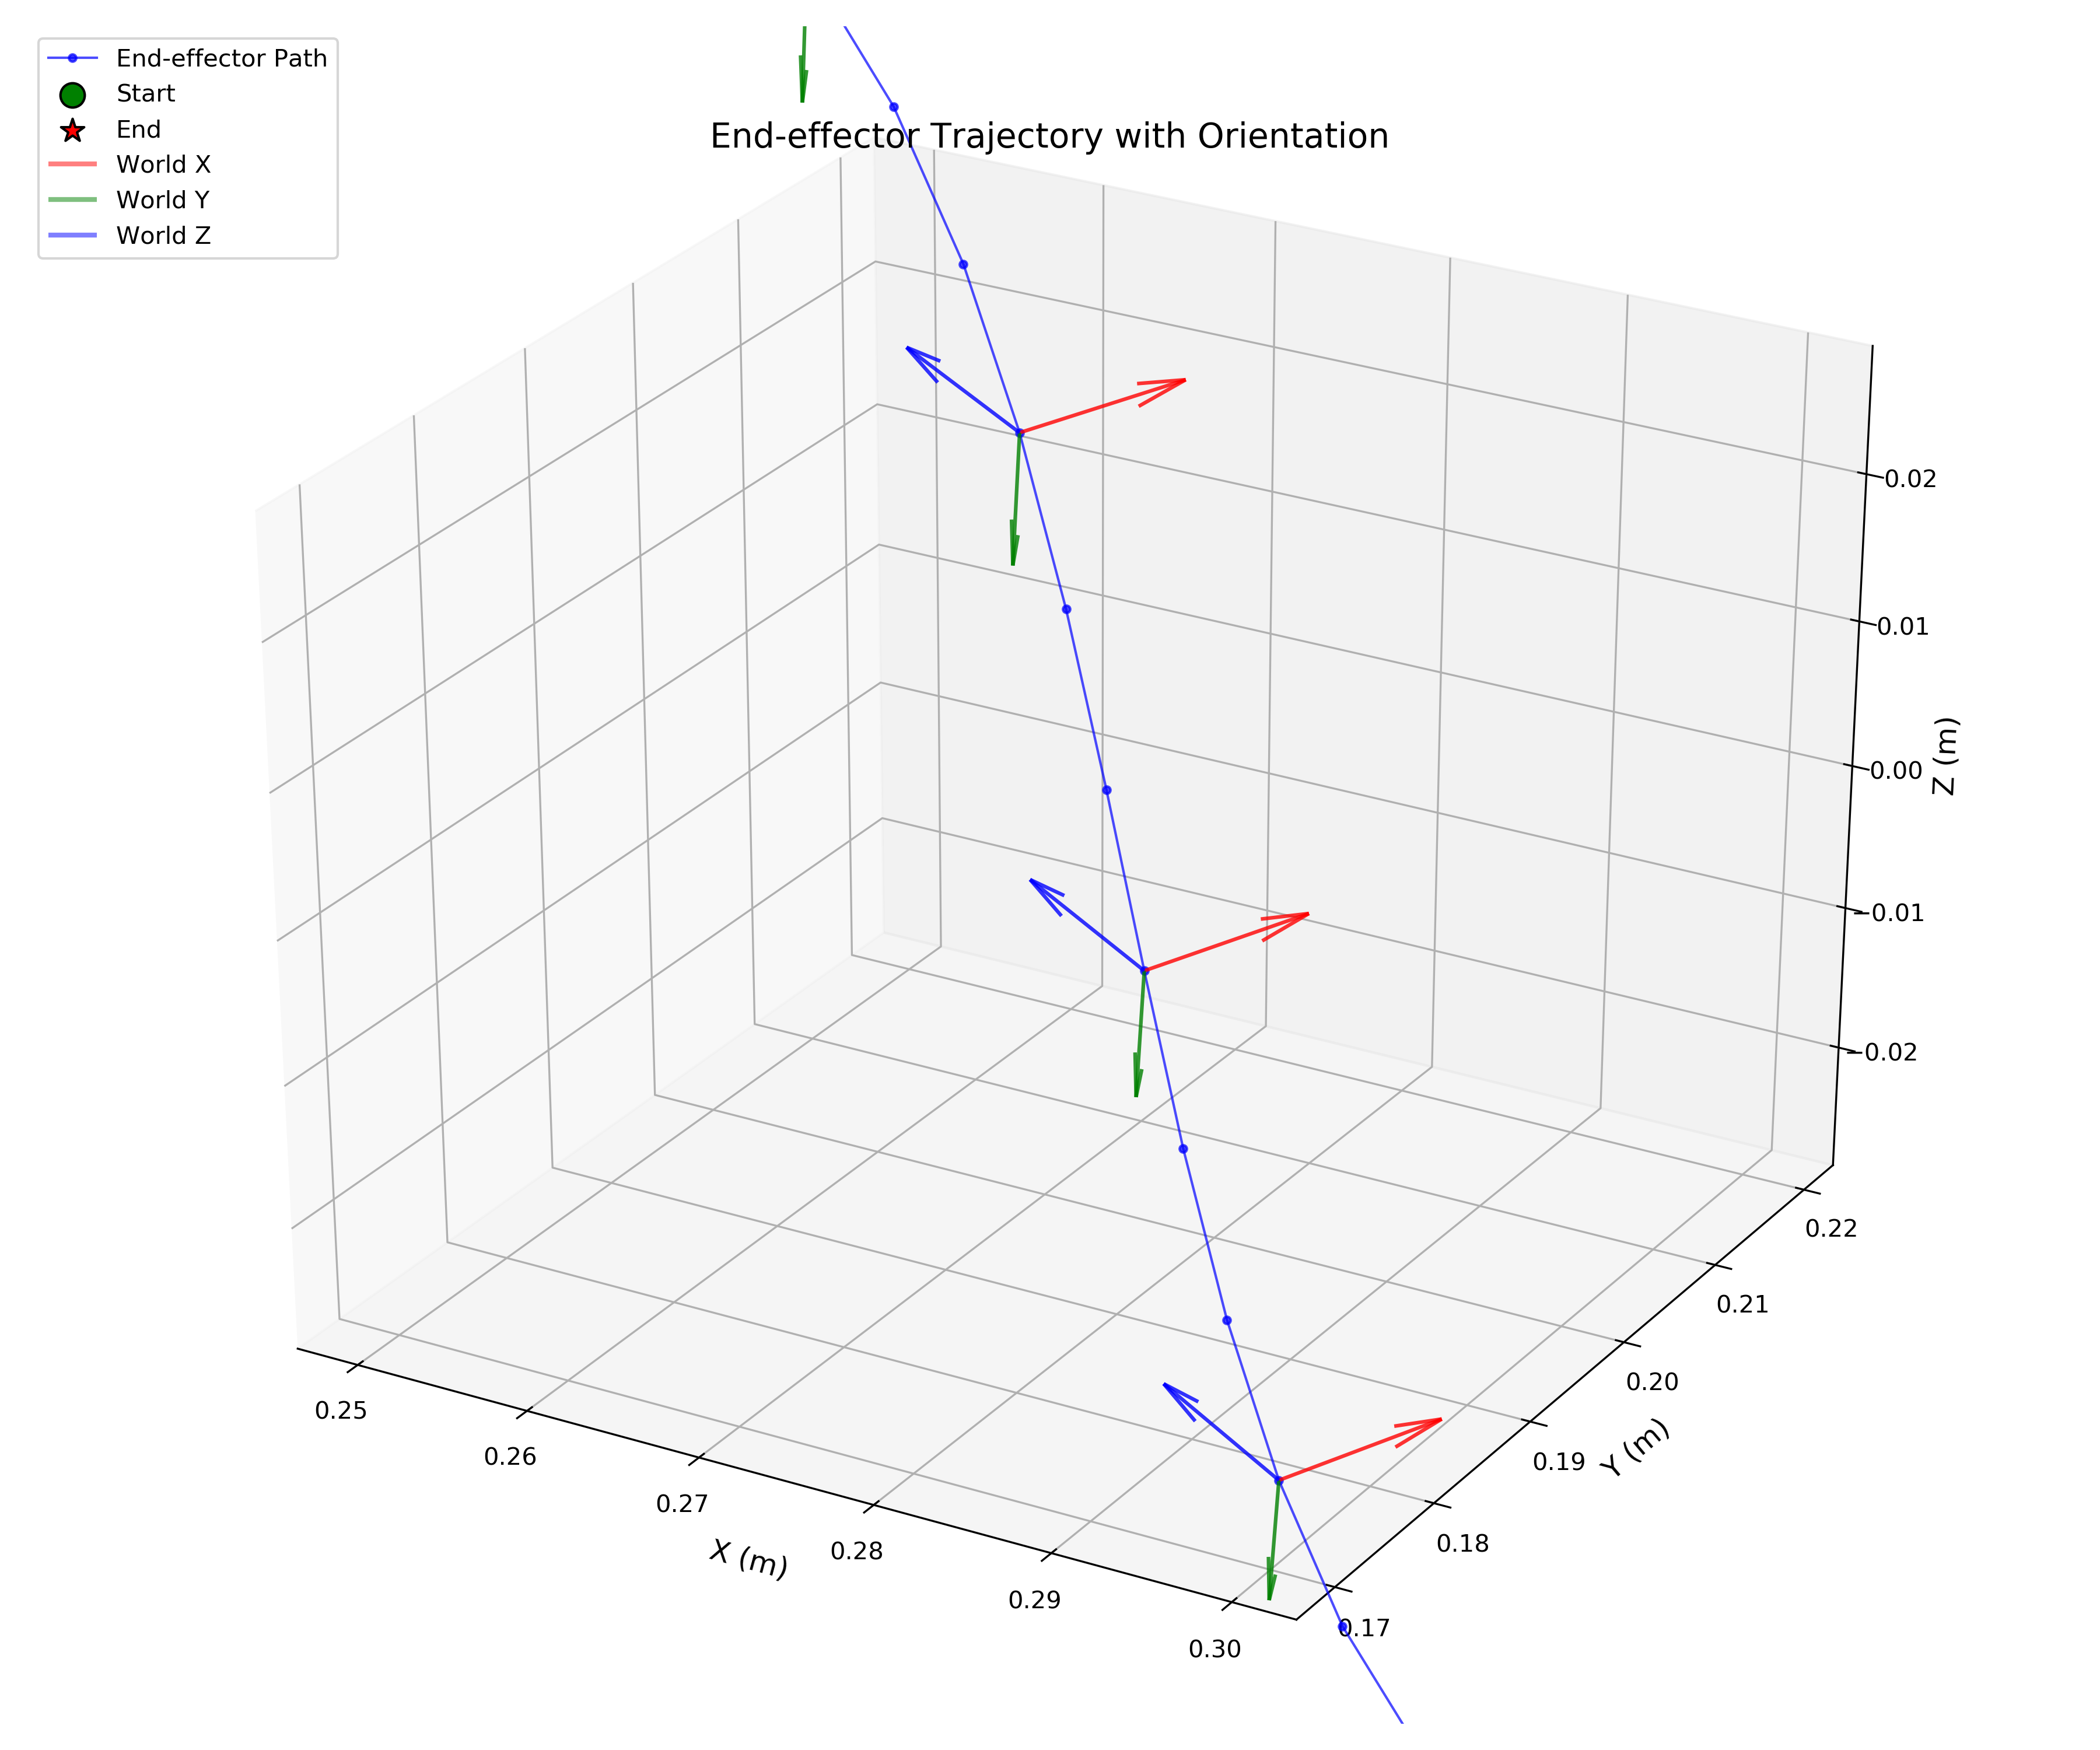 End-effector Path
Start
End
World X
World Y
World Z
End-effector Trajectory with Orientation
0.02
0.01
0.00
−0.01
−0.02
Z (m)
0.22
0.21
0.20
0.19
0.18
0.17
Y (m)
0.25
0.26
0.27
0.28
0.29
0.30
X (m)